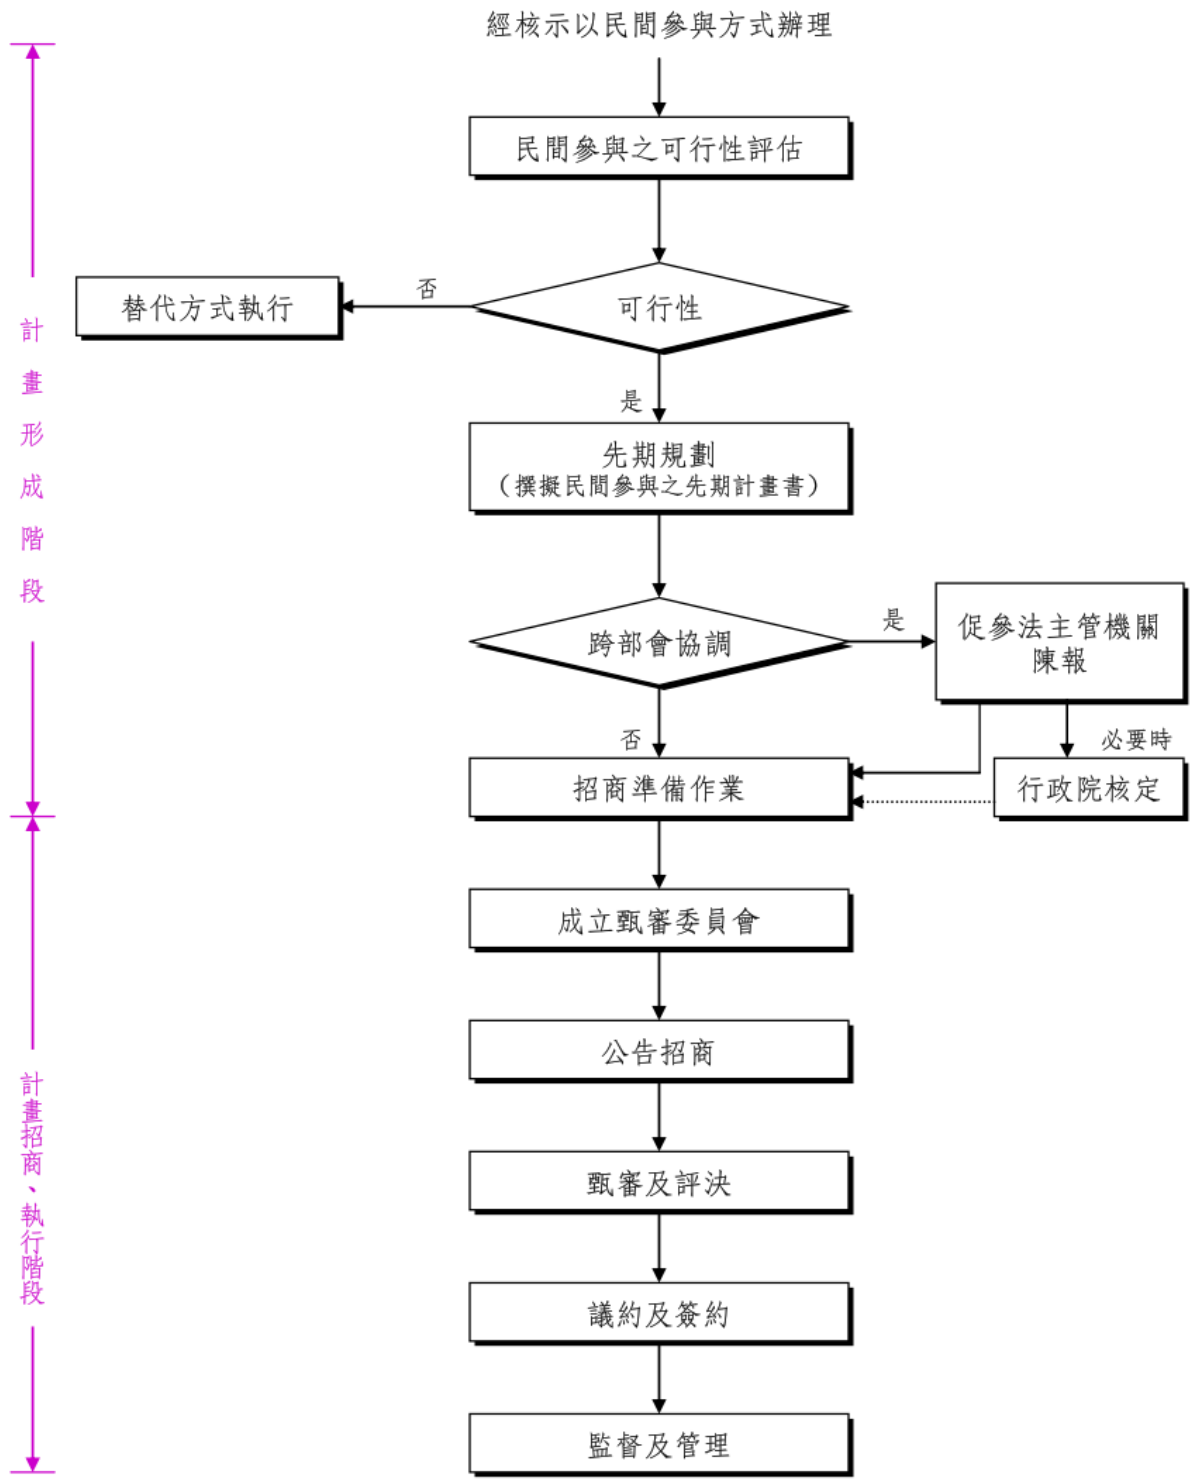 經核示以民間參與方式辦理
民間參與之可行性評估
可行性
否
替代方式執行
是
先期規劃
（撰擬民間參與之先期計畫書）
跨部會協調
是
促參法主管機關
陳報
否
必要時
招商準備作業
行政院核定
成立甄審委員會
公告招商
甄審及評決
議約及簽約
監督及管理
計畫形成階段
計畫招商、執行階段